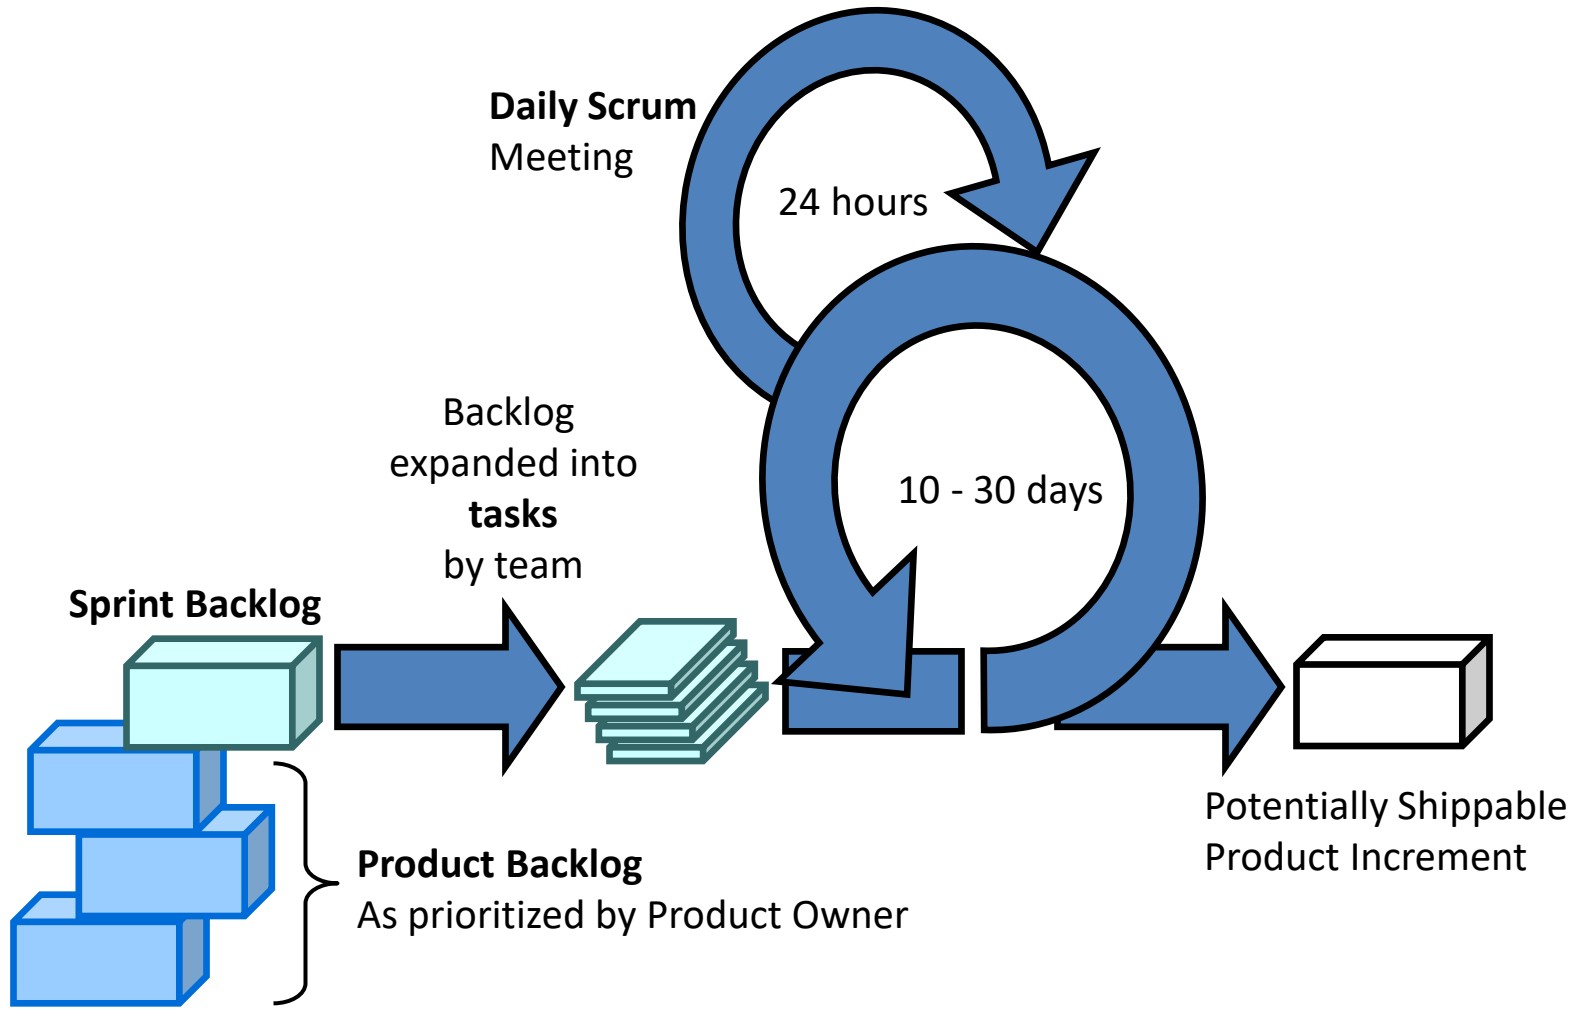 Daily Scrum
Meeting
24 hours
Backlog
expanded into
tasks
by team
10 - 30 days
Sprint Backlog
Potentially Shippable
Product Increment
Product Backlog
As prioritized by Product Owner